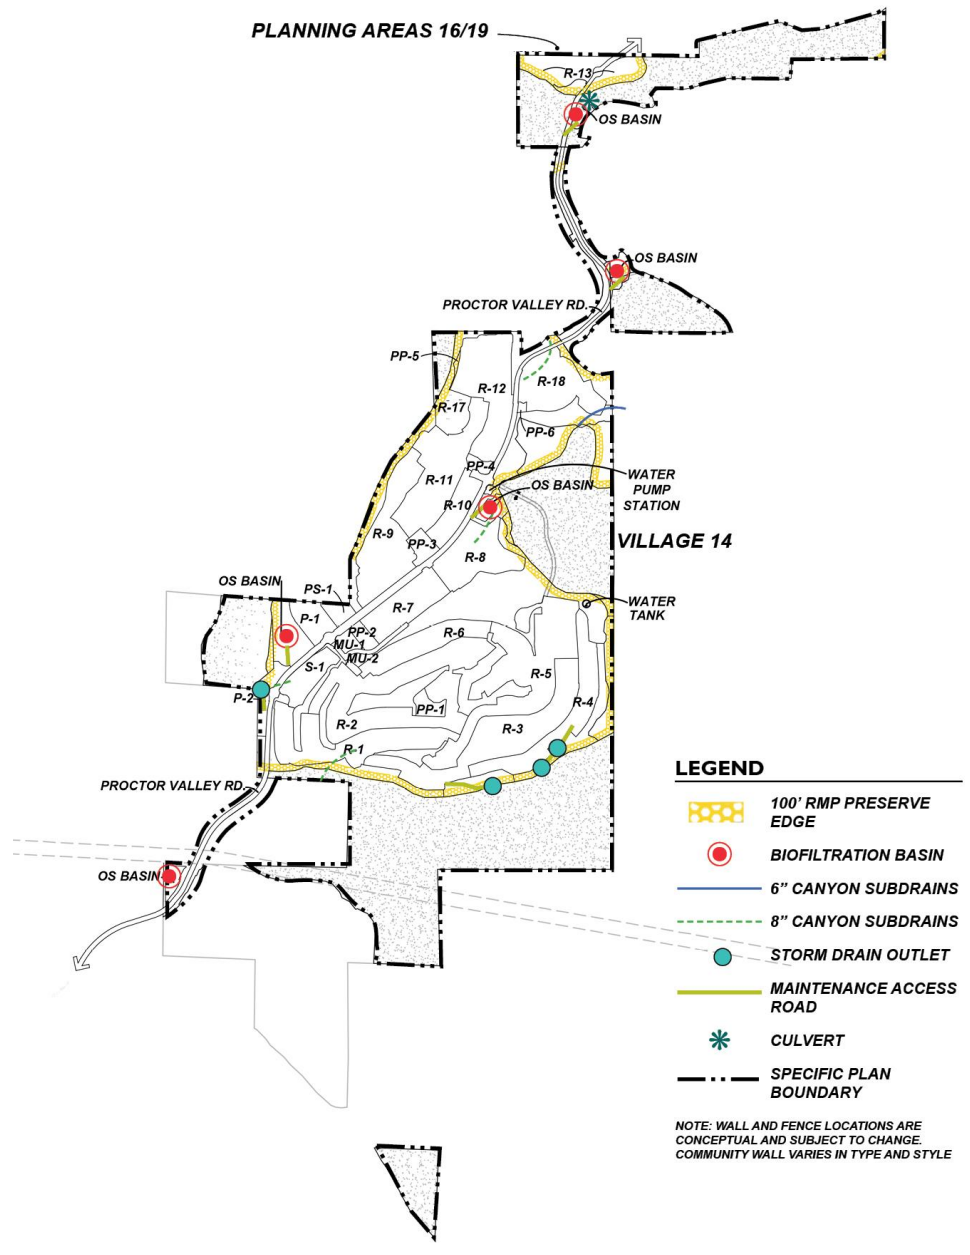 PLANNING AREAS 16/19
R-13
OS BASIN
OS BASIN
PROCTOR VALLEY RD.
PP-5
R-12
R-18
R-17
PP-6
PP-4
R-11
OS BASIN
WATER
PUMP
STATION
R-10
R-9
PP-3
R-8
VILLAGE 14
OS BASIN
PS-1
P-1
R-7
WATER
TANK
PP-2
MU-1
R-6
MU-2
S-1
R-5
P-2
R-4
PP-1
R-2
R-3
R-1
PROCTOR VALLEY RD.
OS BASIN
LEGEND
100' RMP PRESERVE
EDGE
BIOFILTRATION BASIN
6" CANYON SUBDRAINS
8" CANYON SUBDRAINS
STORM DRAIN OUTLET
MAINTENANCE ACCESS
ROAD
CULVERT
SPECIFIC PLAN
BOUNDARY
NOTE: WALL AND FENCE LOCATIONS ARE
CONCEPTUAL AND SUBJECT TO CHANGE.
COMMUNITY WALL VARIES IN TYPE AND STYLE